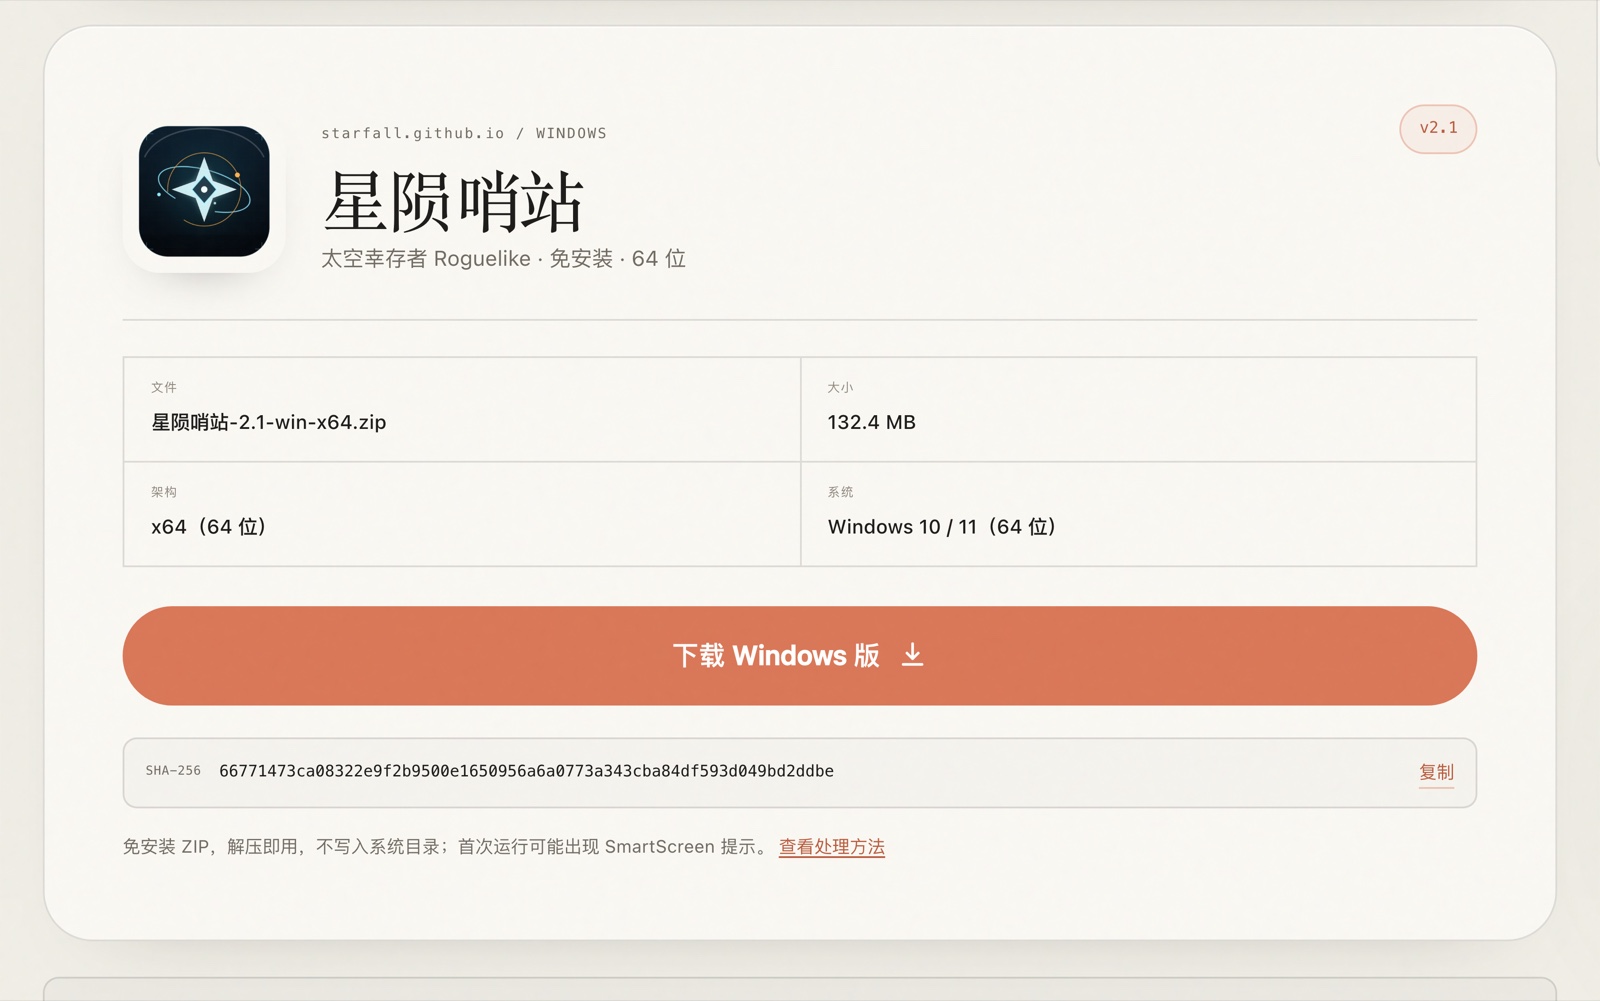 starfall.github.io / WINDOWS
v2.1
星陨哨站
太空幸存者 Roguelike · 免安装 · 64 位
文件
星陨哨站-2.1-win-x64.zip
大小
132.4 MB
架构
x64（64 位）
系统
Windows 10 / 11（64 位）
下载 Windows 版
SHA-256 66771473ca08322e9f2b9500e1650956a6a0773a343cba84df593d049bd2ddbe
复制
免安装 ZIP，解压即用，不写入系统目录；首次运行可能出现 SmartScreen 提示。 查看处理方法